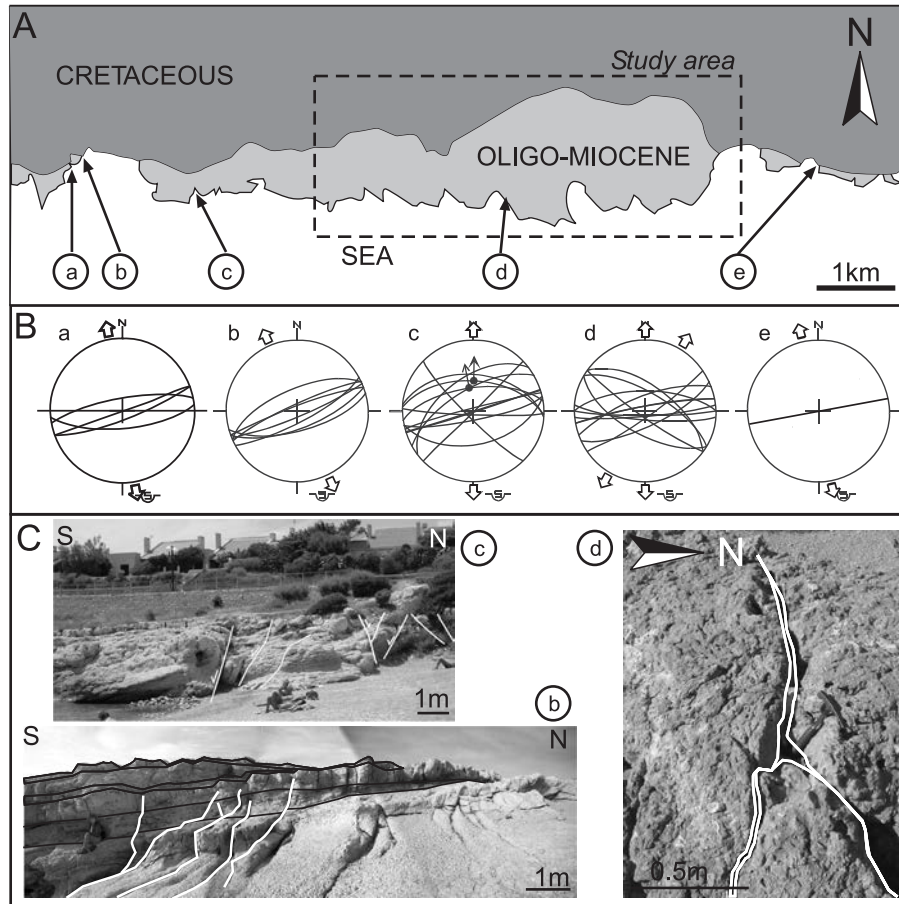 A
CRETACEOUS
Study area
N
OLIGO-MIOCENE
SEA
a b c d e
1km
B
a b c d e
N N N
S S S S S
C
S N
c
1m
b
S N
1m
d
N
0.5m